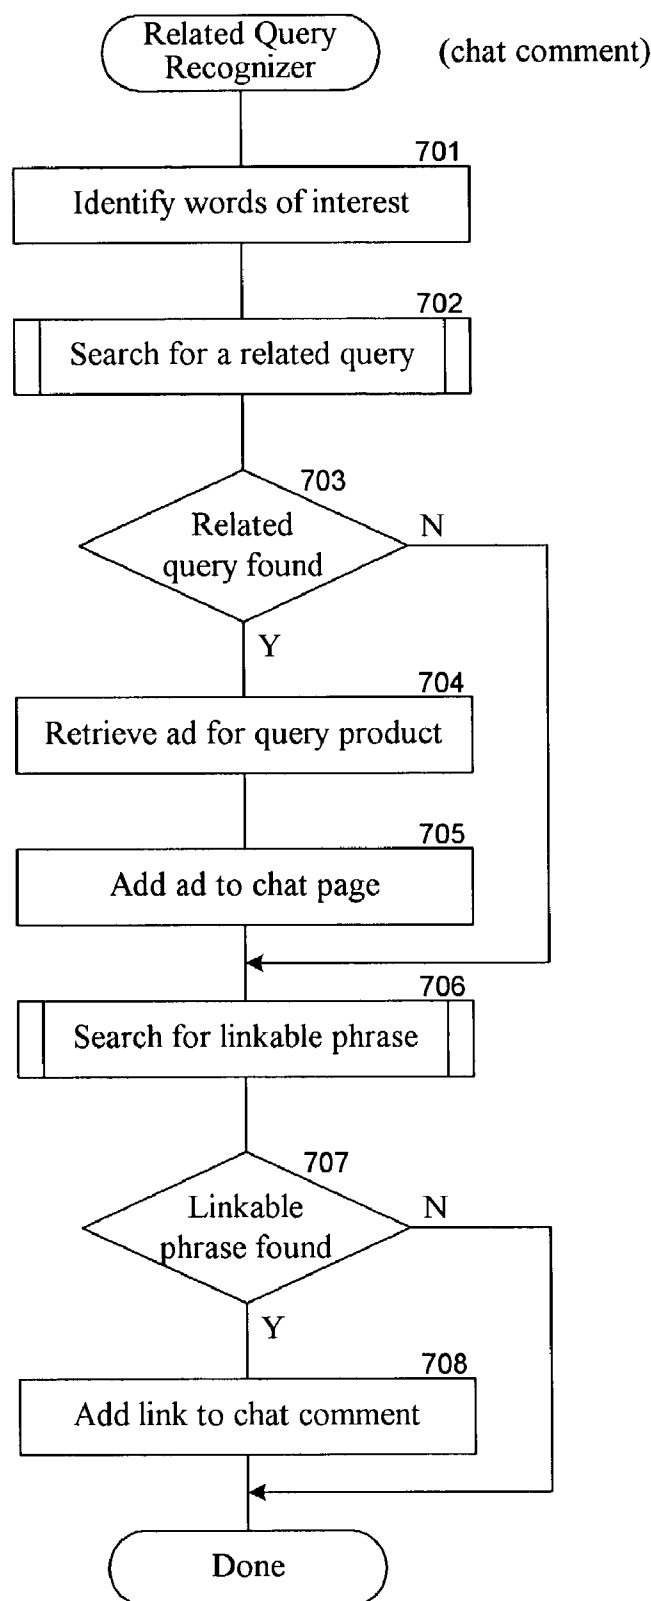 Related Query
Recognizer
(chat comment)
701
Identify words of interest
702
Search for a related query
703
Related
query found
N
Y
704
Retrieve ad for query product
705
Add ad to chat page
706
Search for linkable phrase
707
Linkable
phrase found
N
Y
708
Add link to chat comment
Done